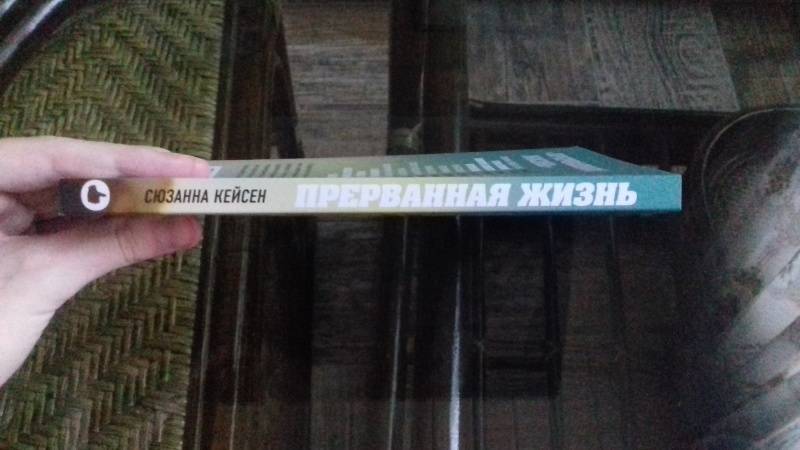 СЮЗАННА КЕЙСЕН ПРЕРВАННАЯ ЖИЗНЬ